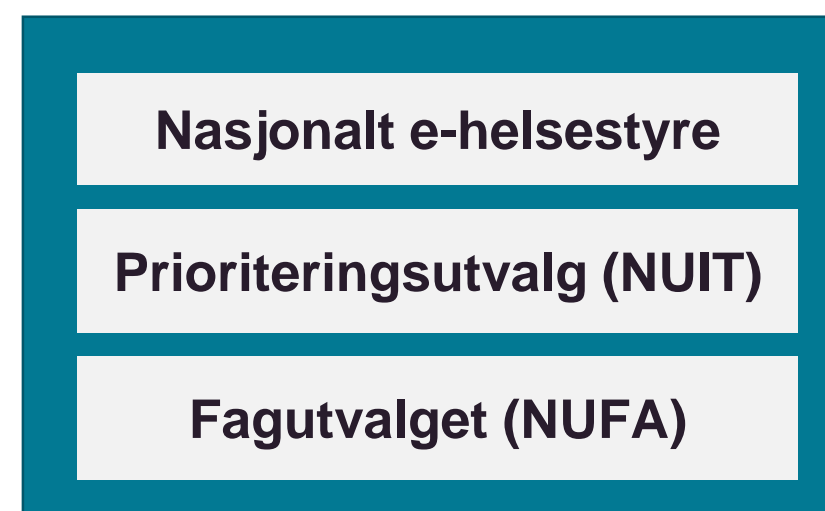 Nasjonalt e-helsestyre
Prioriteringsutvalg (NUIT)
Fagutvalget (NUFA)